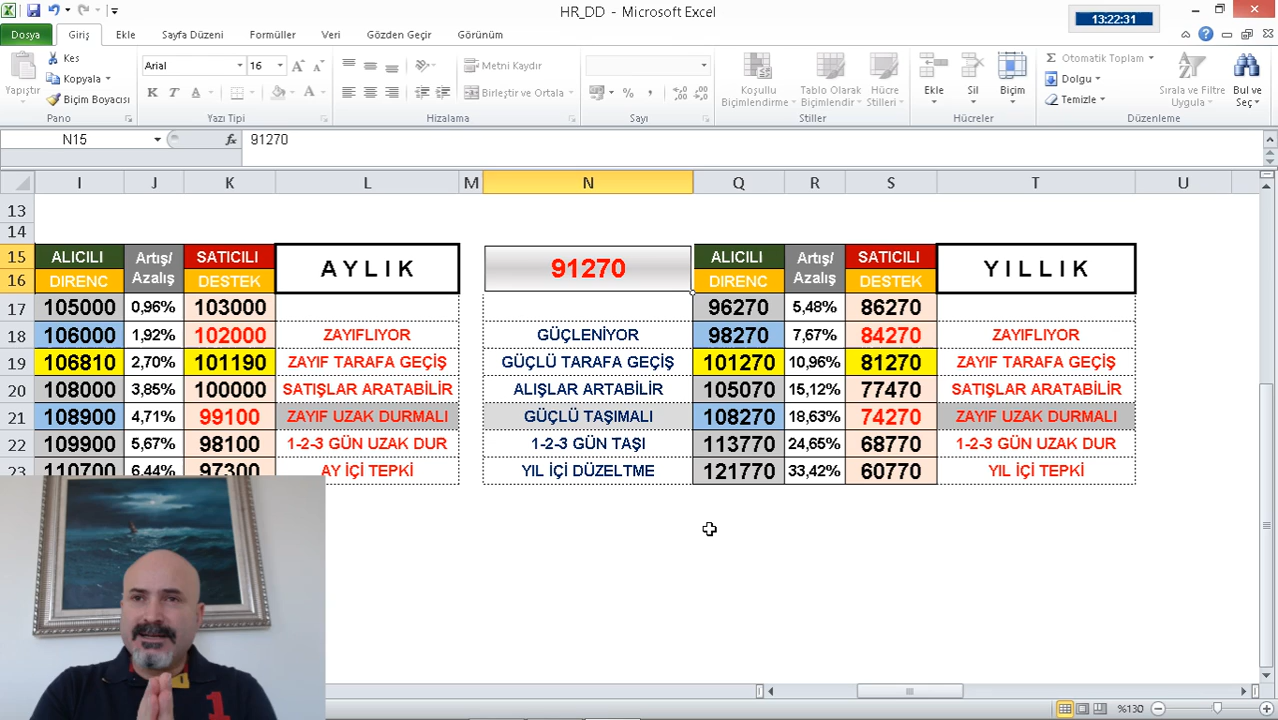 HR_DD - Microsoft Excel
13:22:31
Dosya Giriş Ekle Sayfa Düzeni Formüller Veri Gözden Geçir Görünüm
Yapıştır
Kes
Kopyala
Biçim Boyacısı
Pano
Arial 16
K T A
Yazı Tipi
Metni Kaydır
Birleştir ve Ortala
Hizalama
Sayı
Koşullu Biçimlendirme
Tablo Olarak Biçimlendir
Hücre Stilleri
Stiller
Ekle Sil Biçim
Hücreler
Otomatik Toplam
Dolgu
Temizle
Sırala ve Filtre Uygula
Bul ve Seç
Düzenleme
N15 fx 91270
I J K L M N Q R S T U
13
14
15 ALICILI Artış/ SATICILI AYLIK 91270 ALICILI Artış/ SATICILI YILLIK
16 DIRENC Azalış DESTEK DIRENC Azalış DESTEK
17 105000 0,96% 103000 96270 5,48% 86270
18 106000 1,92% 102000 ZAYIFLIYOR GÜÇLENİYOR 98270 7,67% 84270 ZAYIFLIYOR
19 106810 2,70% 101190 ZAYIF TARAFA GEÇİŞ GÜÇLÜ TARAFA GEÇİŞ 101270 10,96% 81270 ZAYIF TARAFA GEÇİŞ
20 108000 3,85% 100000 SATIŞLAR ARATABİLİR ALIŞLAR ARTABİLİR 105070 15,12% 77470 SATIŞLAR ARATABİLİR
21 108900 4,71% 99100 ZAYIF UZAK DURMALI GÜÇLÜ TAŞIMALI 108270 18,63% 74270 ZAYIF UZAK DURMALI
22 109900 5,67% 98100 1-2-3 GÜN UZAK DUR 1-2-3 GÜN TAŞI 113770 24,65% 68770 1-2-3 GÜN UZAK DUR
23 110700 6,44% 97300 AY İÇİ TEPKİ YIL İÇİ DÜZELTME 121770 33,42% 60770 YIL İÇİ TEPKİ
1
%130